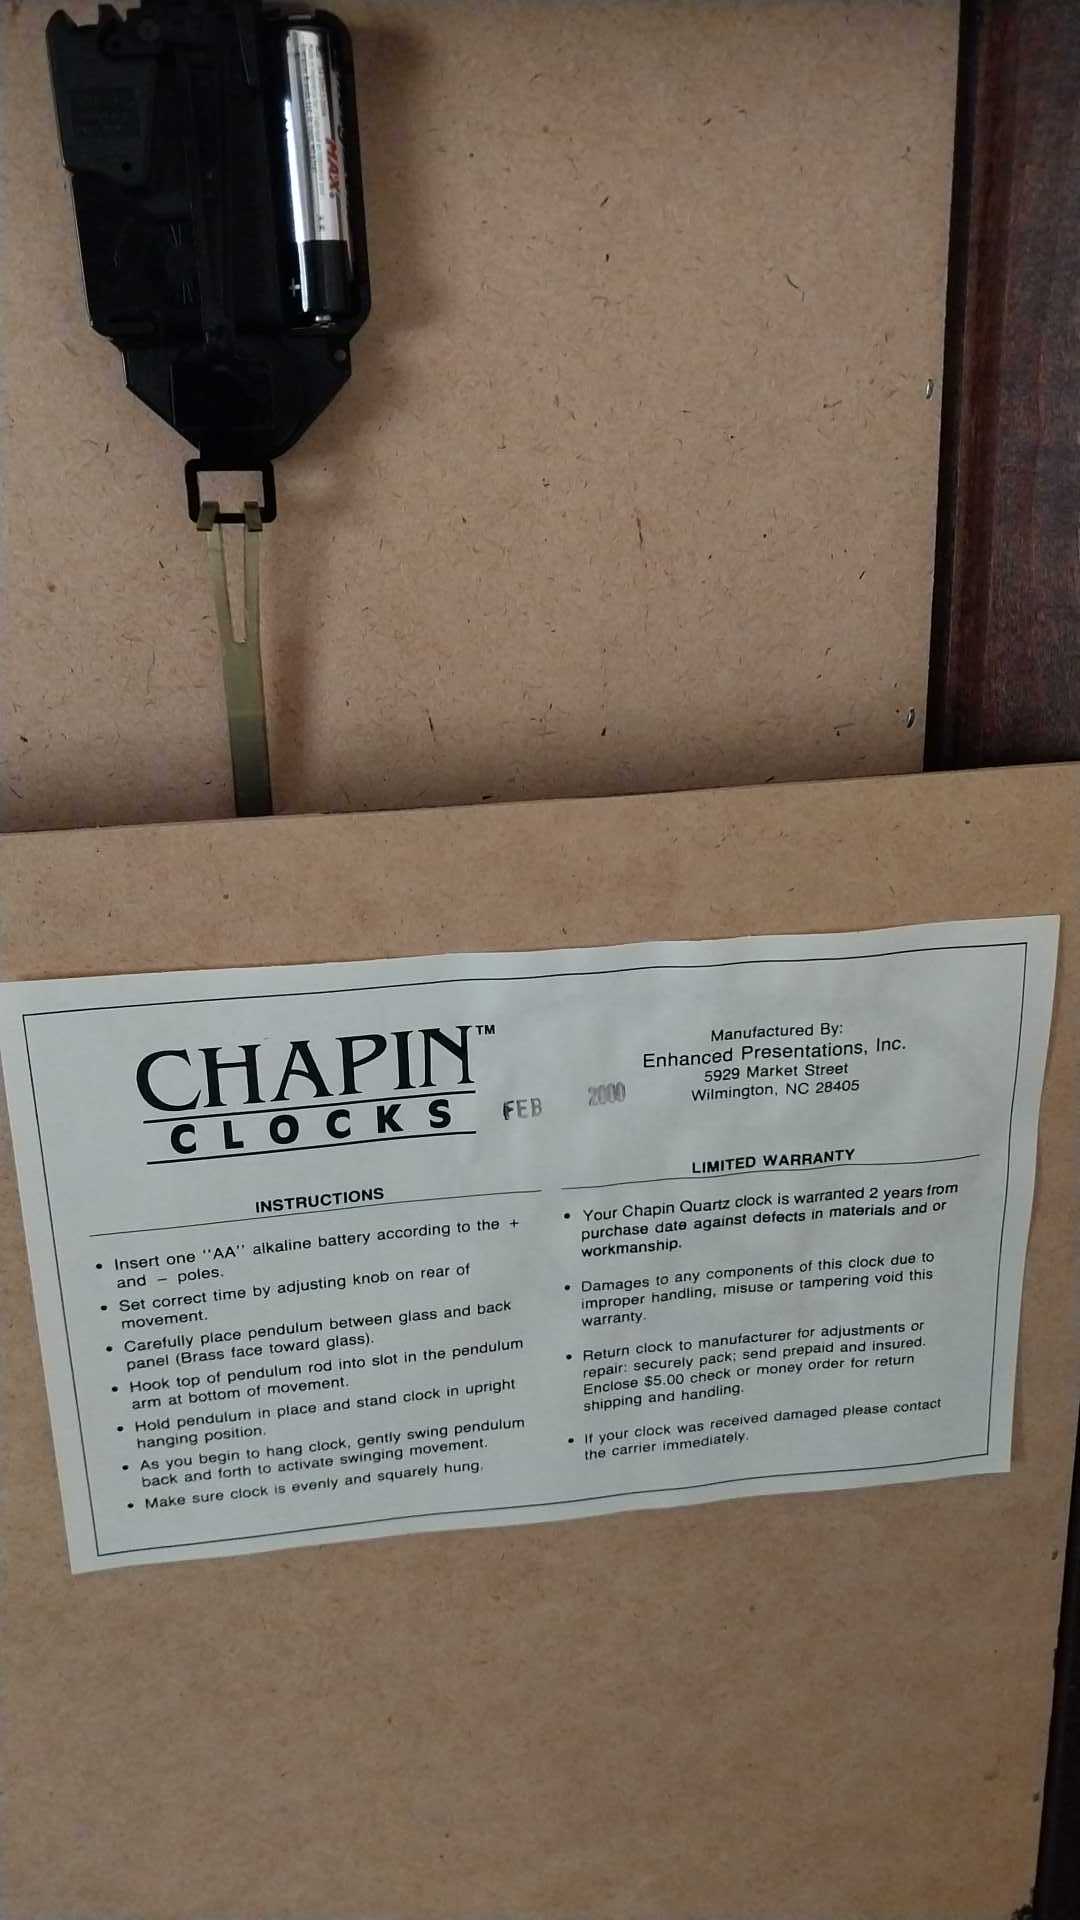 MAX
AA
+
CHAPIN™
CLOCKS
FEB 2000
Manufactured By:
Enhanced Presentations, Inc.
5929 Market Street
Wilmington, NC 28405
INSTRUCTIONS
• Insert one "AA" alkaline battery according to the +
and – poles.
• Set correct time by adjusting knob on rear of
movement.
• Carefully place pendulum between glass and back
panel (Brass face toward glass).
• Hook top of pendulum rod into slot in the pendulum
arm at bottom of movement.
• Hold pendulum in place and stand clock in upright
hanging position.
• As you begin to hang clock, gently swing pendulum
back and forth to activate swinging movement.
• Make sure clock is evenly and squarely hung.
LIMITED WARRANTY
• Your Chapin Quartz clock is warranted 2 years from
purchase date against defects in materials and or
workmanship.
• Damages to any components of this clock due to
improper handling, misuse or tampering void this
warranty.
• Return clock to manufacturer for adjustments or
repair: securely pack; send prepaid and insured.
Enclose $5.00 check or money order for return
shipping and handling.
• If your clock was received damaged please contact
the carrier immediately.